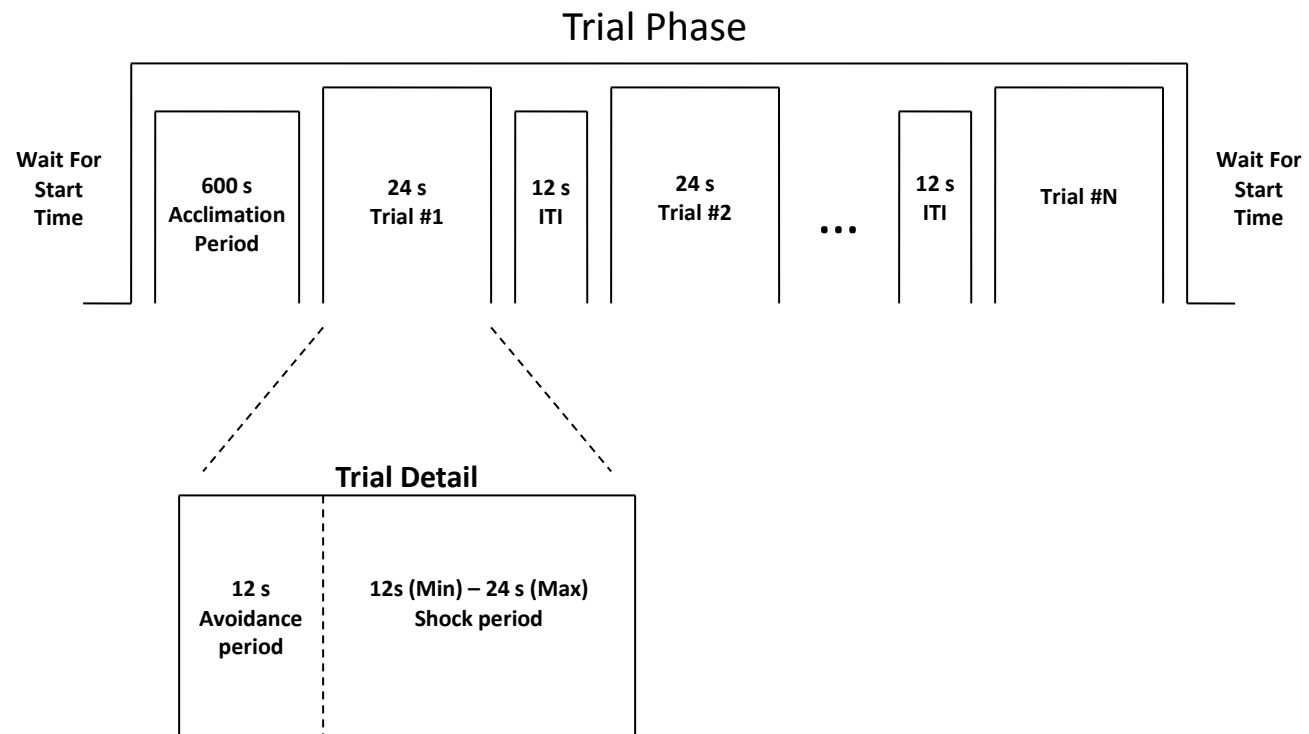 Trial Phase
Wait For
Start
Time
600 s
Acclimation
Period
24 s
Trial #1
12 s
ITI
24 s
Trial #2
...
12 s
ITI
Trial #N
Wait For
Start
Time
Trial Detail
12 s
Avoidance
period
12s (Min) – 24 s (Max)
Shock period